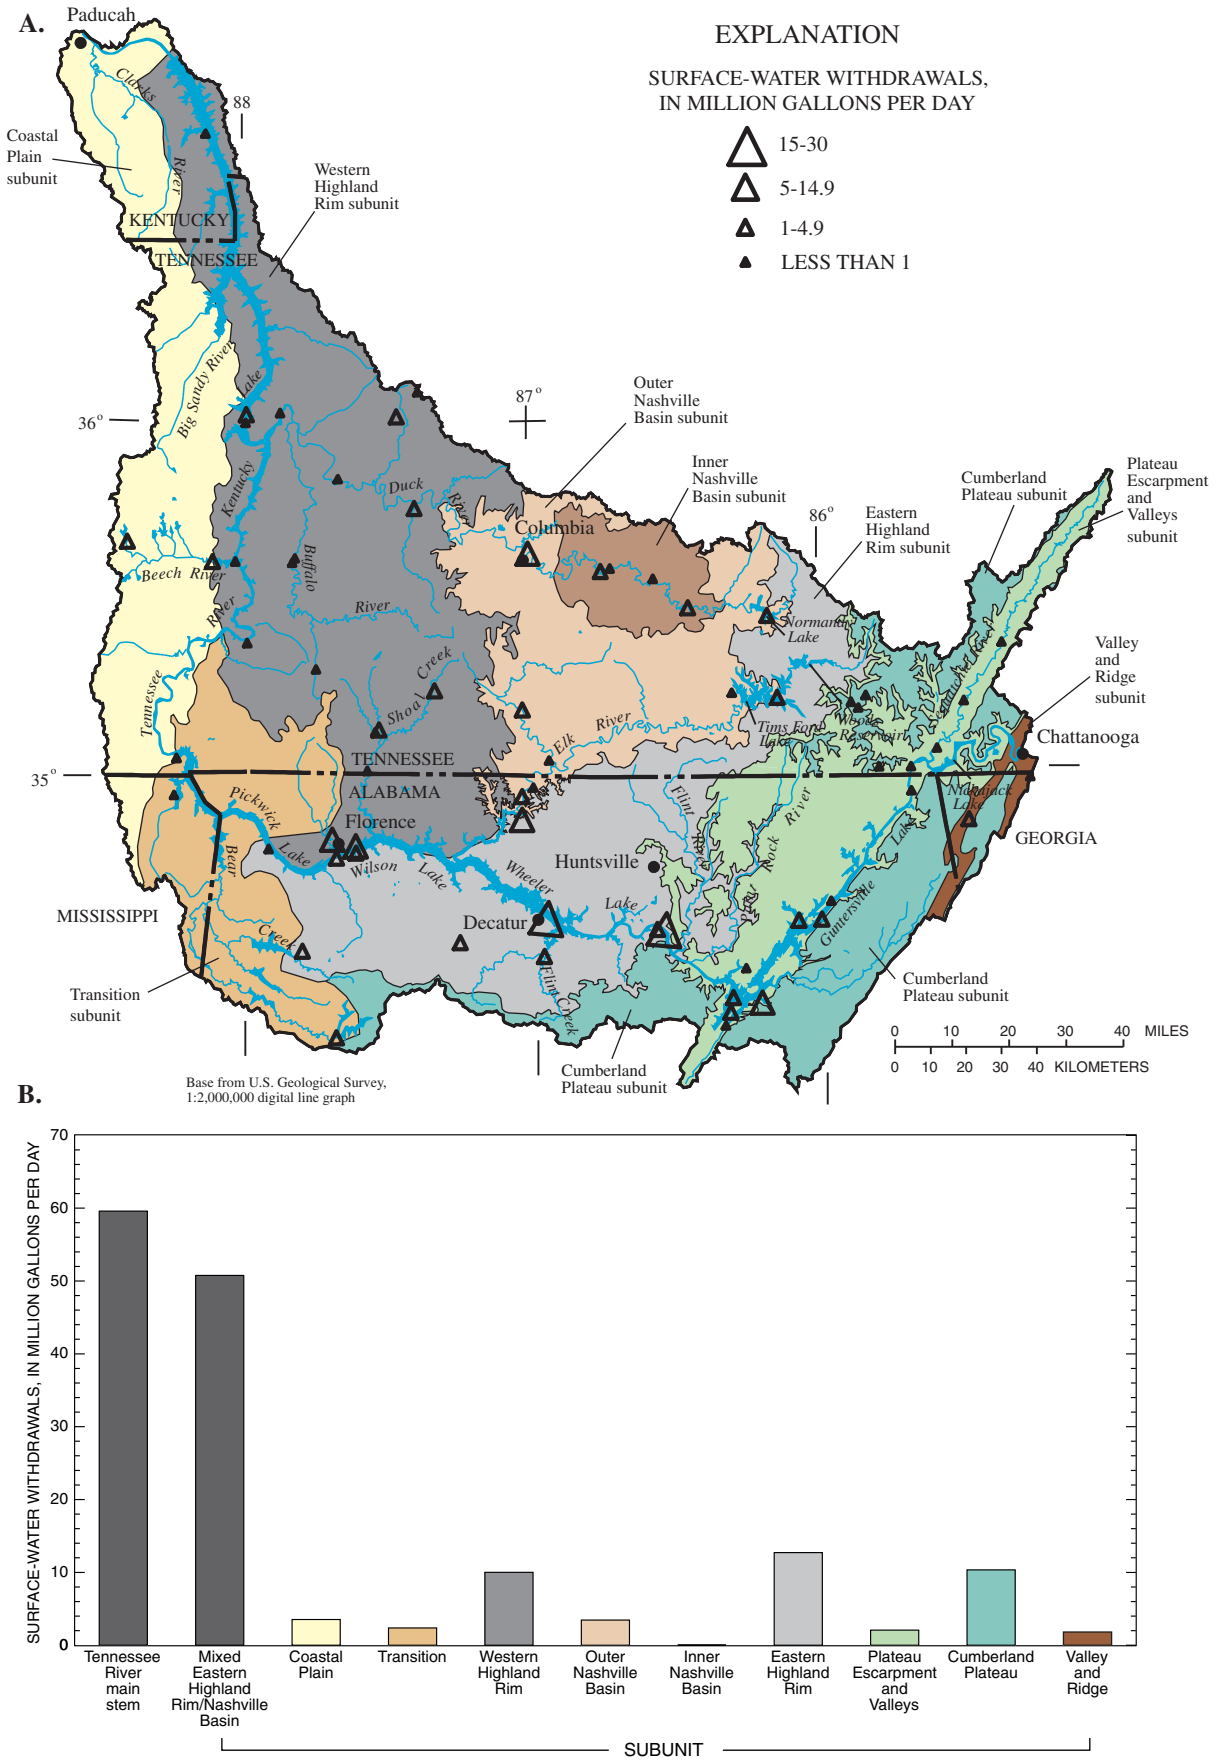 A.
Paducah
EXPLANATION
SURFACE-WATER WITHDRAWALS,
IN MILLION GALLONS PER DAY
15-30
5-14.9
1-4.9
LESS THAN 1
Clarks
River
88
Coastal
Plain
subunit
Western
Highland
Rim subunit
KENTUCKY
TENNESSEE
Big Sandy River
Lake
Kentucky
36°
87°
Outer
Nashville
Basin subunit
Inner
Nashville
Basin subunit
86°
Eastern
Highland
Rim subunit
Cumberland
Plateau subunit
Plateau
Escarpment
and
Valleys
subunit
Duck
River
Columbia
Beech River
Buffalo
River
River
Tennessee
Shoal Creek
Normandy
Lake
Sequatchie River
Valley
and
Ridge
subunit
Chattanooga
River
Elk
Tims Ford
Lake
Woods
Reservoir
35°
TENNESSEE
ALABAMA
Nickajack
Lake
GEORGIA
Pickwick
Lake
Florence
Wilson
Lake
Wheeler
Lake
Flint
River
Paint Rock River
Huntsville
Lake
Guntersville
Bear
Creek
MISSISSIPPI
Decatur
Flint Creek
Transition
subunit
Cumberland
Plateau subunit
Cumberland
Plateau subunit
0 10 20 30 40 MILES
0 10 20 30 40 KILOMETERS
Base from U.S. Geological Survey,
1:2,000,000 digital line graph
B.
SURFACE-WATER WITHDRAWALS, IN MILLION GALLONS PER DAY
70
60
50
40
30
20
10
0
Tennessee
River
main
stem
Mixed
Eastern
Highland
Rim/Nashville
Basin
Coastal
Plain
Transition
Western
Highland
Rim
Outer
Nashville
Basin
Inner
Nashville
Basin
Eastern
Highland
Rim
Plateau
Escarpment
and
Valleys
Cumberland
Plateau
Valley
and
Ridge
SUBUNIT